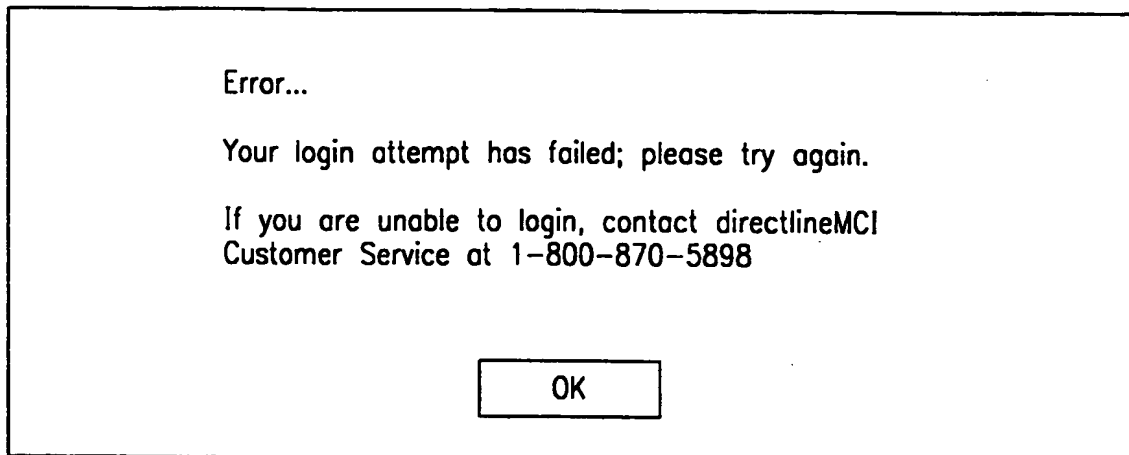 Error...
Your login attempt has failed; please try again.
If you are unable to login, contact directlineMCI
Customer Service at 1-800-870-5898
OK